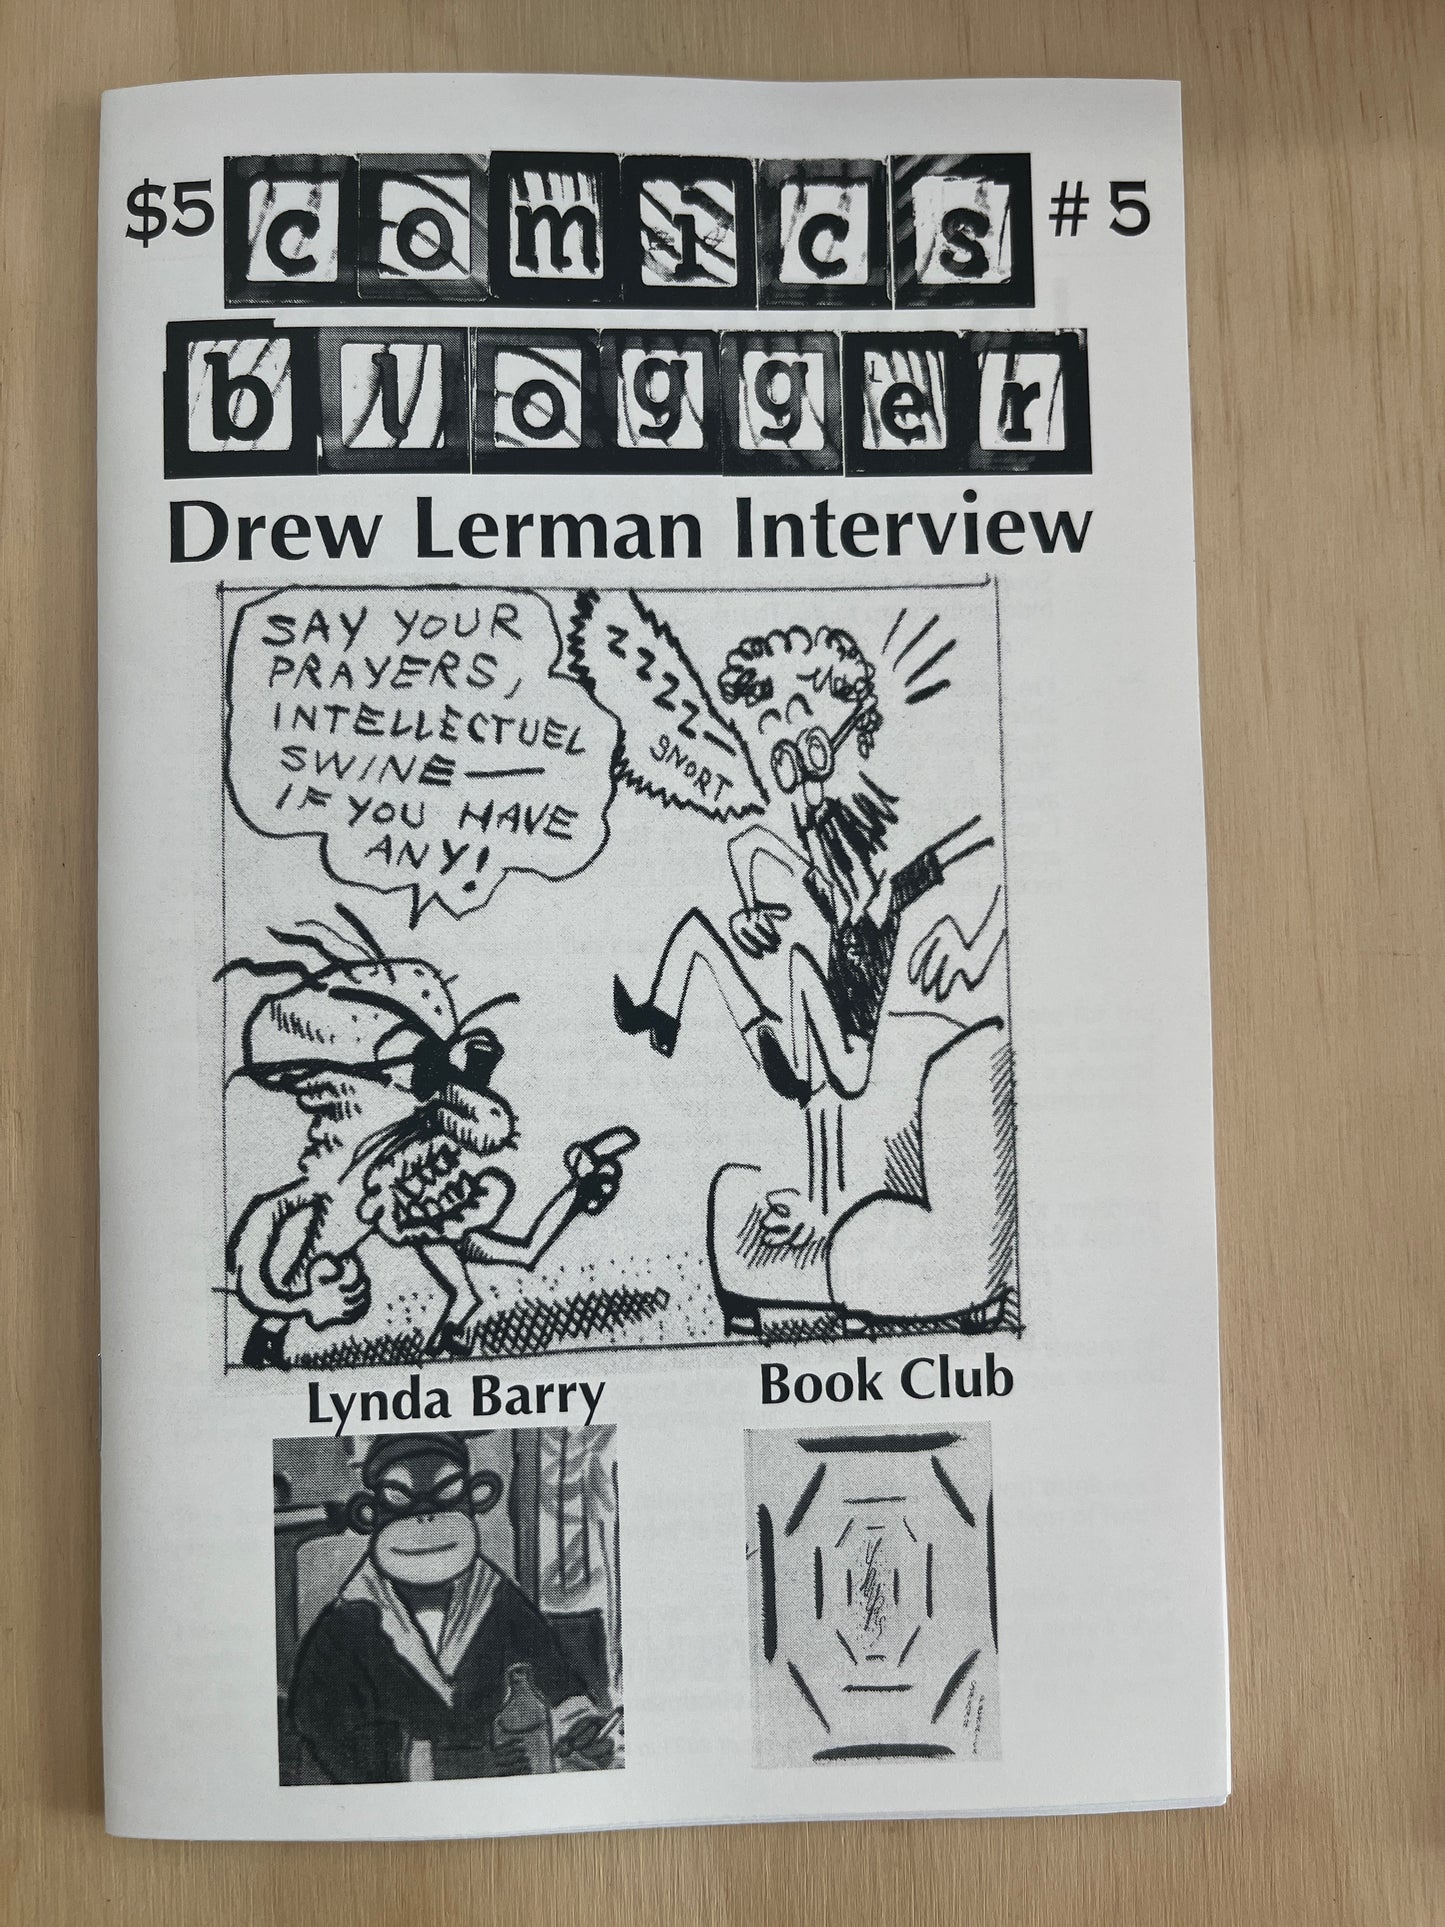 $5 comics # 5
blogger
Drew Lerman Interview
SAY YOUR
PRAYERS,
INTELLECTUEL
SWINE—
IF YOU HAVE
ANY!
ZZZZ—
SNORT
Lynda Barry
Book Club